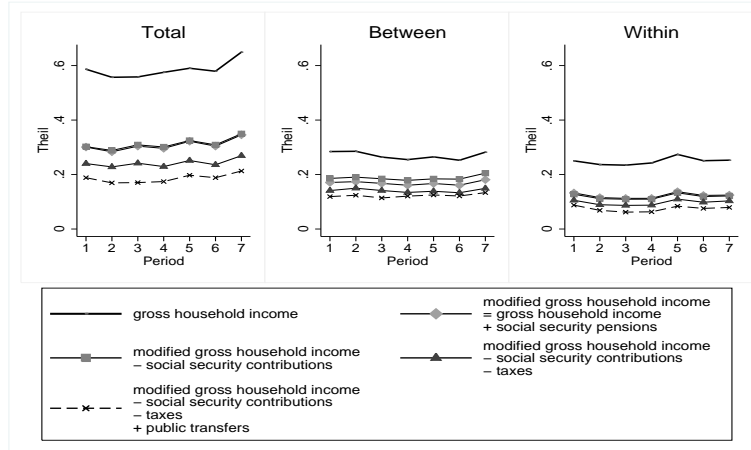 Total
Between
Within
Theil
0 .2 .4 .6
1 2 3 4 5 6 7
Period
Theil
0 .2 .4 .6
1 2 3 4 5 6 7
Period
Theil
0 .2 .4 .6
1 2 3 4 5 6 7
Period
gross household income
modified gross household income
= gross household income
+ social security pensions
modified gross household income
− social security contributions
modified gross household income
− social security contributions
− taxes
modified gross household income
− social security contributions
− taxes
+ public transfers